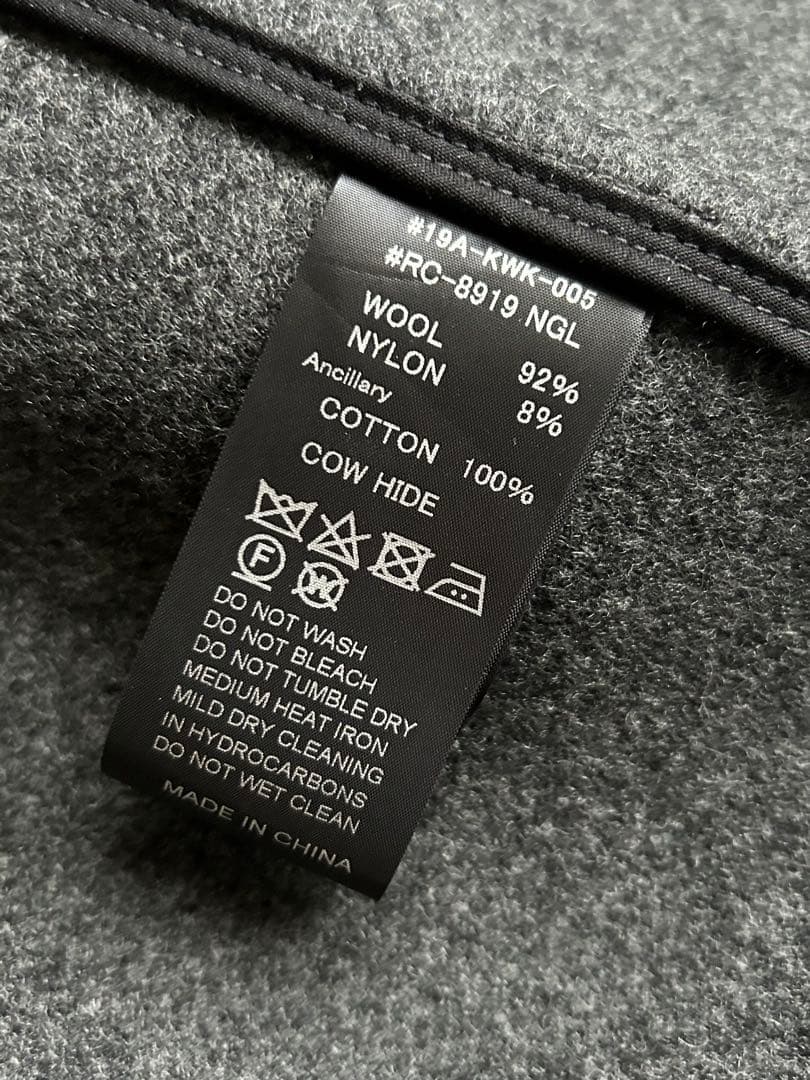 #19A-KWK-005
#RC-8919 NGL
WOOL 92%
NYLON 8%
Ancillary
COTTON 100%
COW HIDE
F W
DO NOT WASH
DO NOT BLEACH
DO NOT TUMBLE DRY
MEDIUM HEAT IRON
MILD DRY CLEANING
IN HYDROCARBONS
DO NOT WET CLEAN
MADE IN CHINA